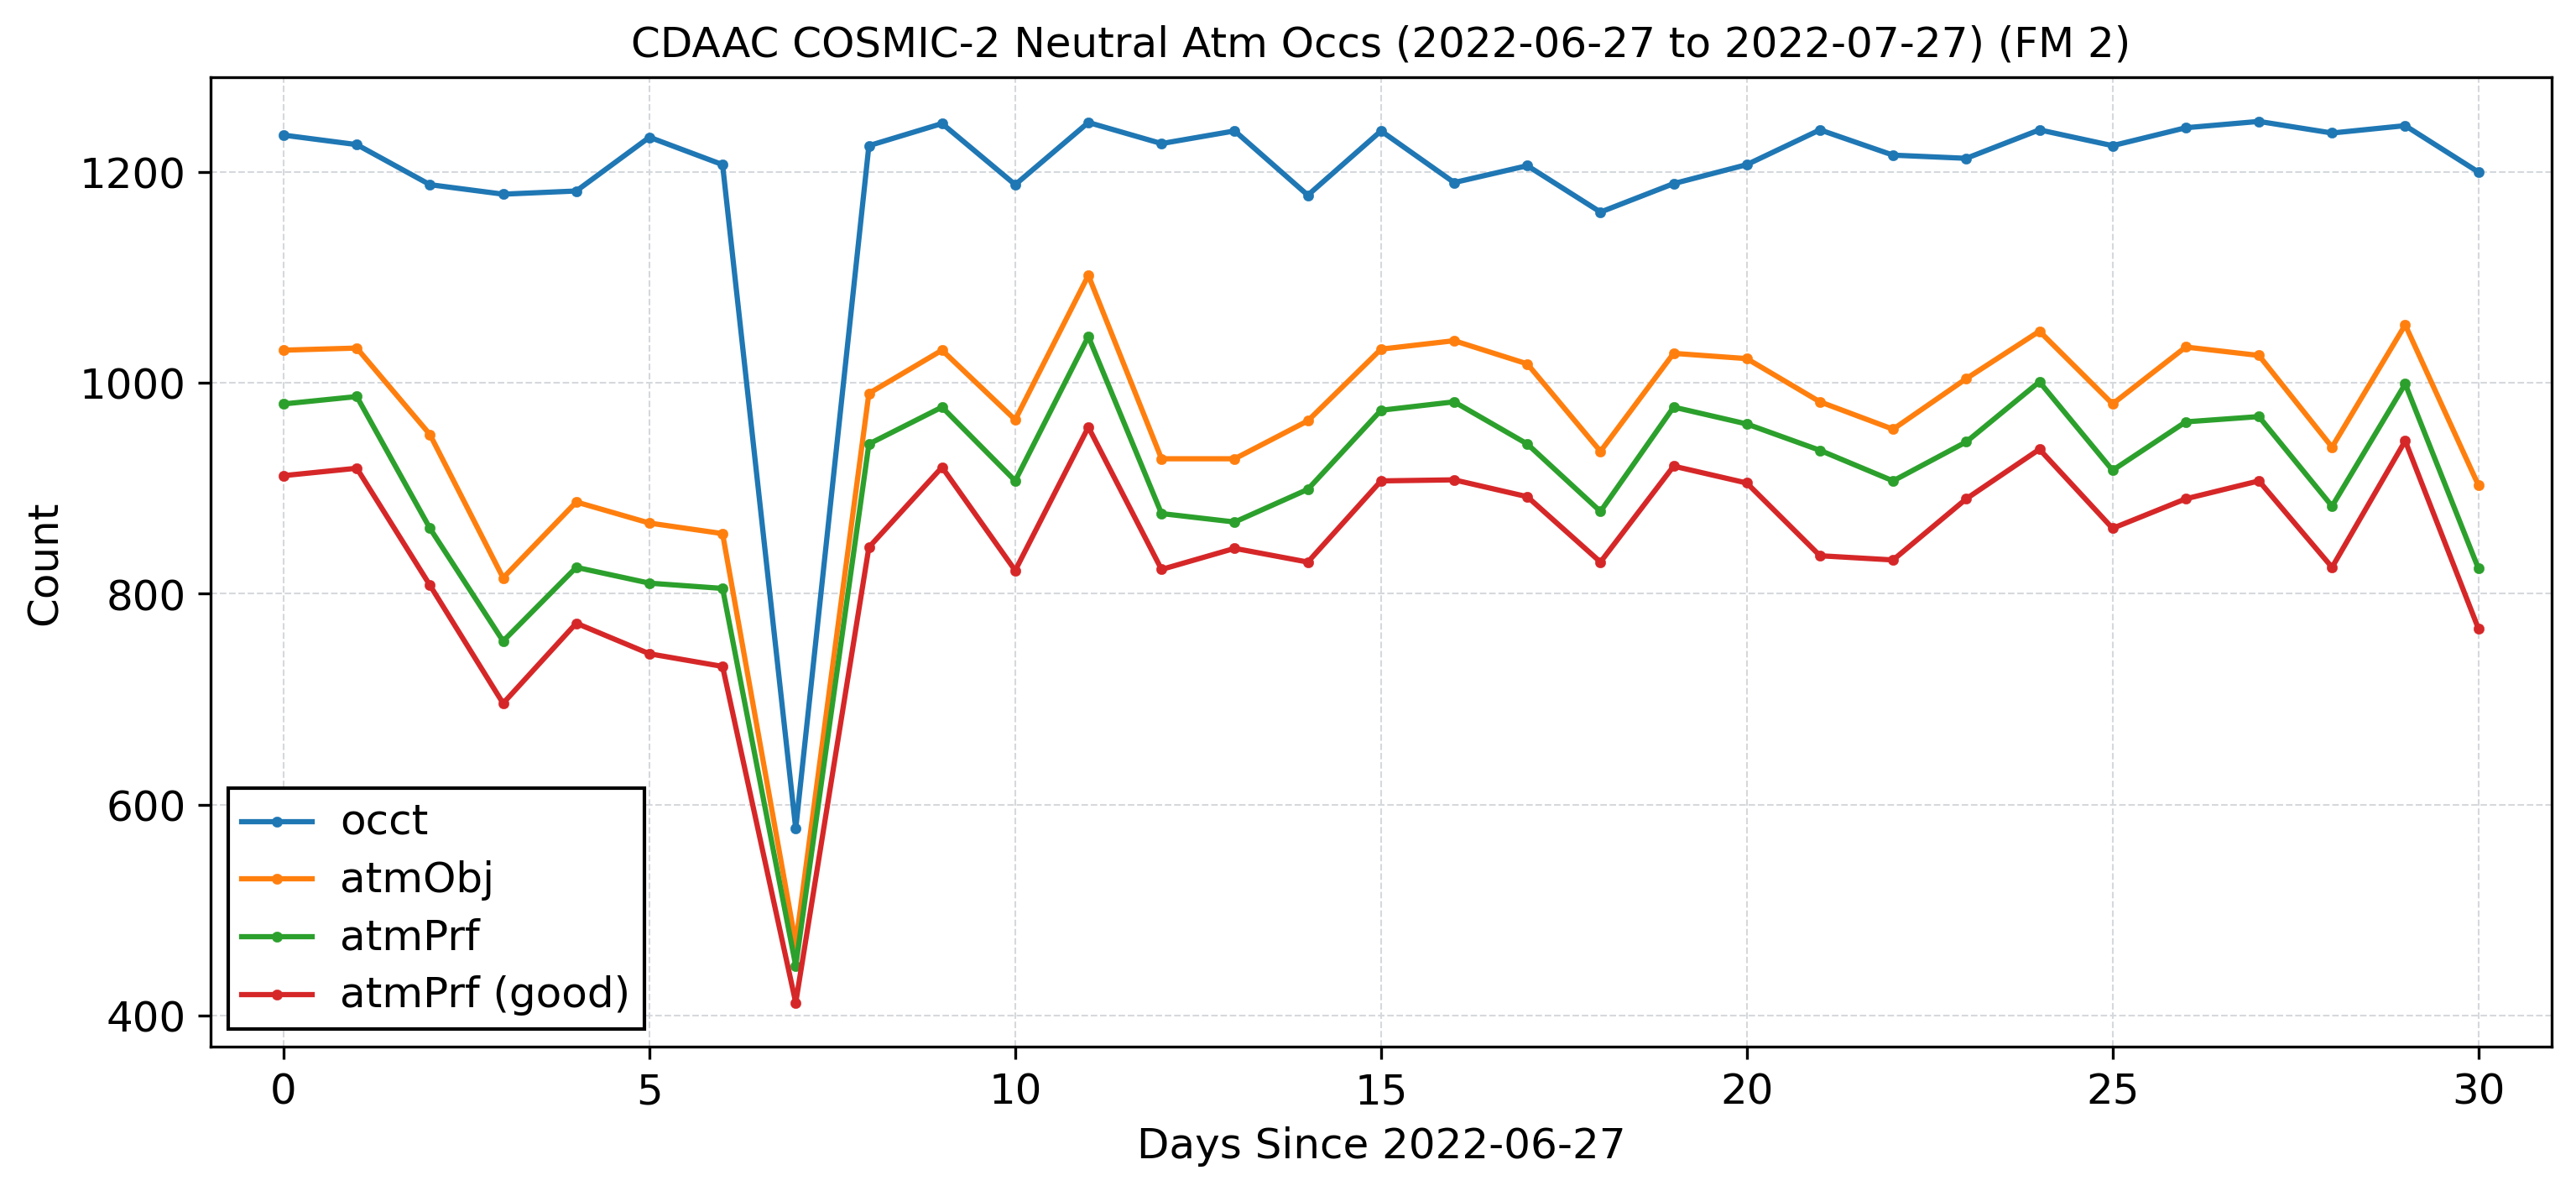 CDAAC COSMIC-2 Neutral Atm Occs (2022-06-27 to 2022-07-27) (FM 2)
1200
1000
800
600
400
Count
occt
atmObj
atmPrf
atmPrf (good)
0 5 10 15 20 25 30
Days Since 2022-06-27